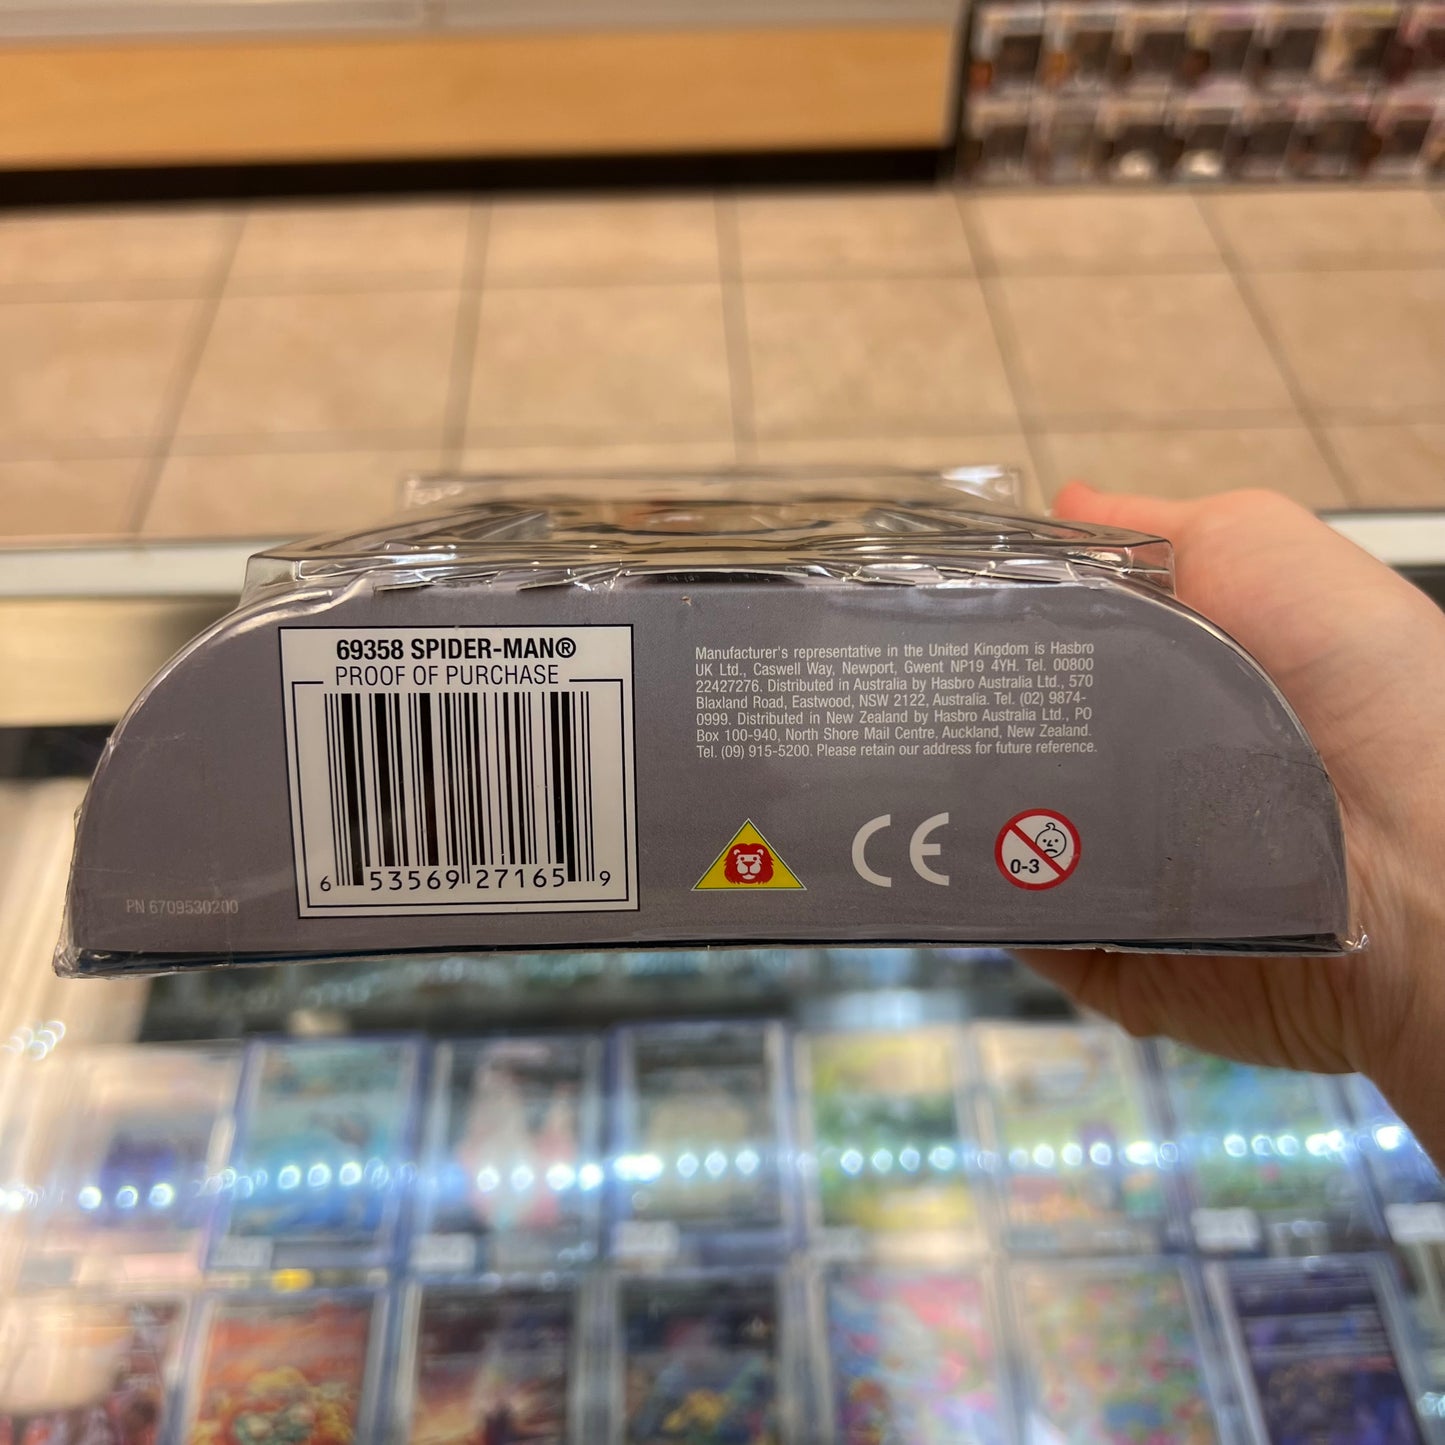 69358 SPIDER-MAN®
PROOF OF PURCHASE
6 53569 27165 9
PN 6709530200
Manufacturer's representative in the United Kingdom is Hasbro
UK Ltd., Caswell Way, Newport, Gwent NP19 4YH. Tel. 00800
22427276. Distributed in Australia by Hasbro Australia Ltd., 570
Blaxland Road, Eastwood, NSW 2122, Australia. Tel. (02) 9874-
0999. Distributed in New Zealand by Hasbro Australia Ltd., PO
Box 100-940, North Shore Mail Centre, Auckland, New Zealand.
Tel. (09) 915-5200. Please retain our address for future reference.
CE
0-3